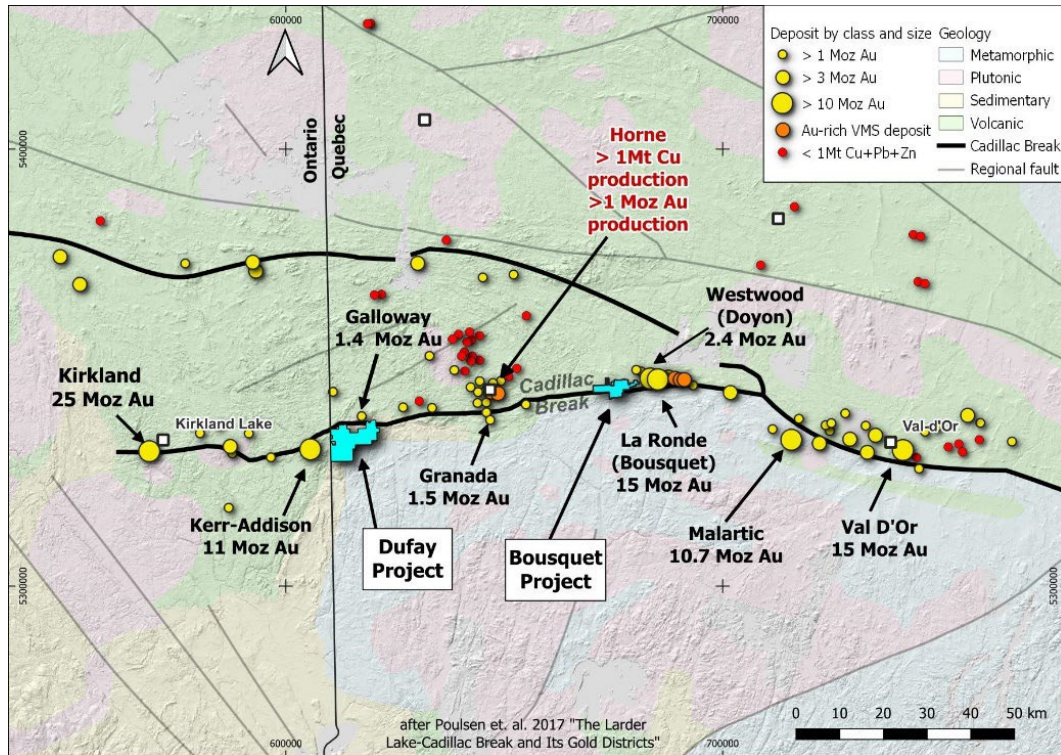 600000
700000
Deposit by class and size
> 1 Moz Au
> 3 Moz Au
> 10 Moz Au
Au-rich VMS deposit
< 1Mt Cu+Pb+Zn
Geology
Metamorphic
Plutonic
Sedimentary
Volcanic
Cadillac Break
Regional fault
5400000
Ontario
Quebec
Horne
> 1Mt Cu
production
>1 Moz Au
production
Galloway
1.4 Moz Au
Westwood
(Doyon)
2.4 Moz Au
Kirkland
25 Moz Au
Kirkland Lake
Cadillac
Break
Val-d'Or
Kerr-Addison
11 Moz Au
Dufay
Project
Granada
1.5 Moz Au
Bousquet
Project
La Ronde
(Bousquet)
15 Moz Au
Malartic
10.7 Moz Au
Val D'Or
15 Moz Au
5300000
5300000
after Poulsen et. al. 2017 "The Larder
Lake-Cadillac Break and Its Gold Districts"
0 10 20 30 40 50 km
600000
700000